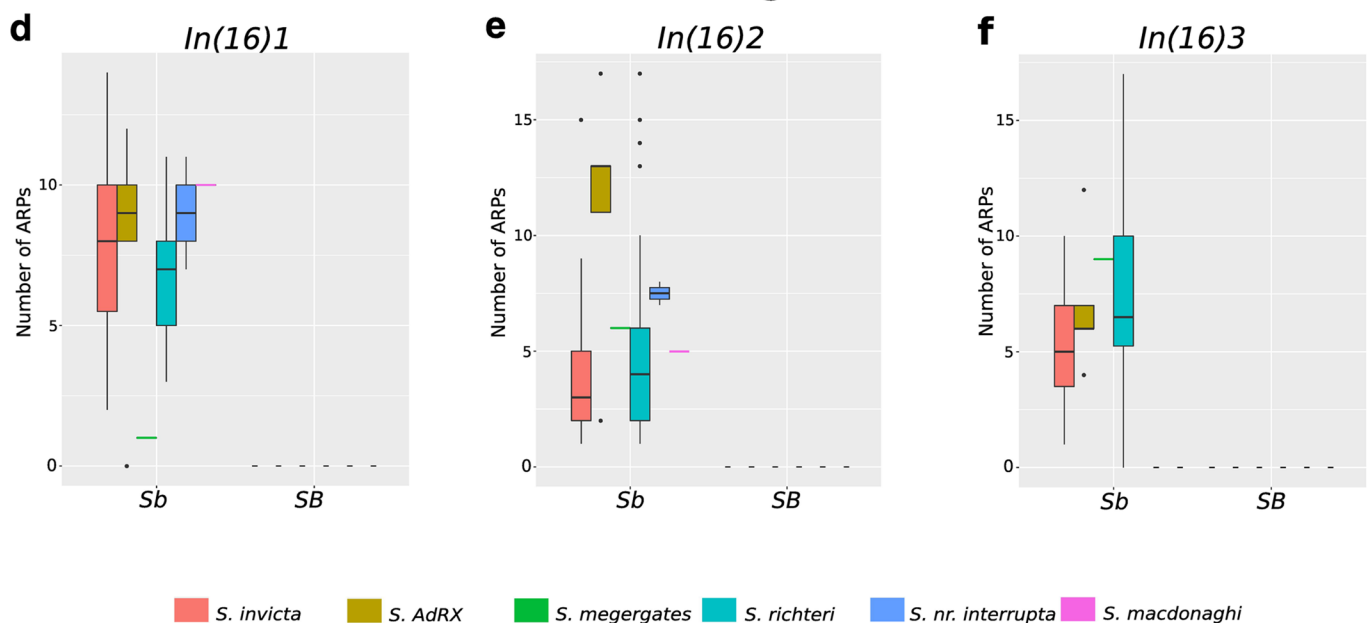 d
In(16)1
Number of ARPs
10
5
0
Sb
SB
e
In(16)2
Number of ARPs
15
10
5
0
Sb
SB
f
In(16)3
Number of ARPs
15
10
5
0
Sb
SB
S. invicta
S. AdRX
S. megergates
S. richteri
S. nr. interrupta
S. macdonaghi